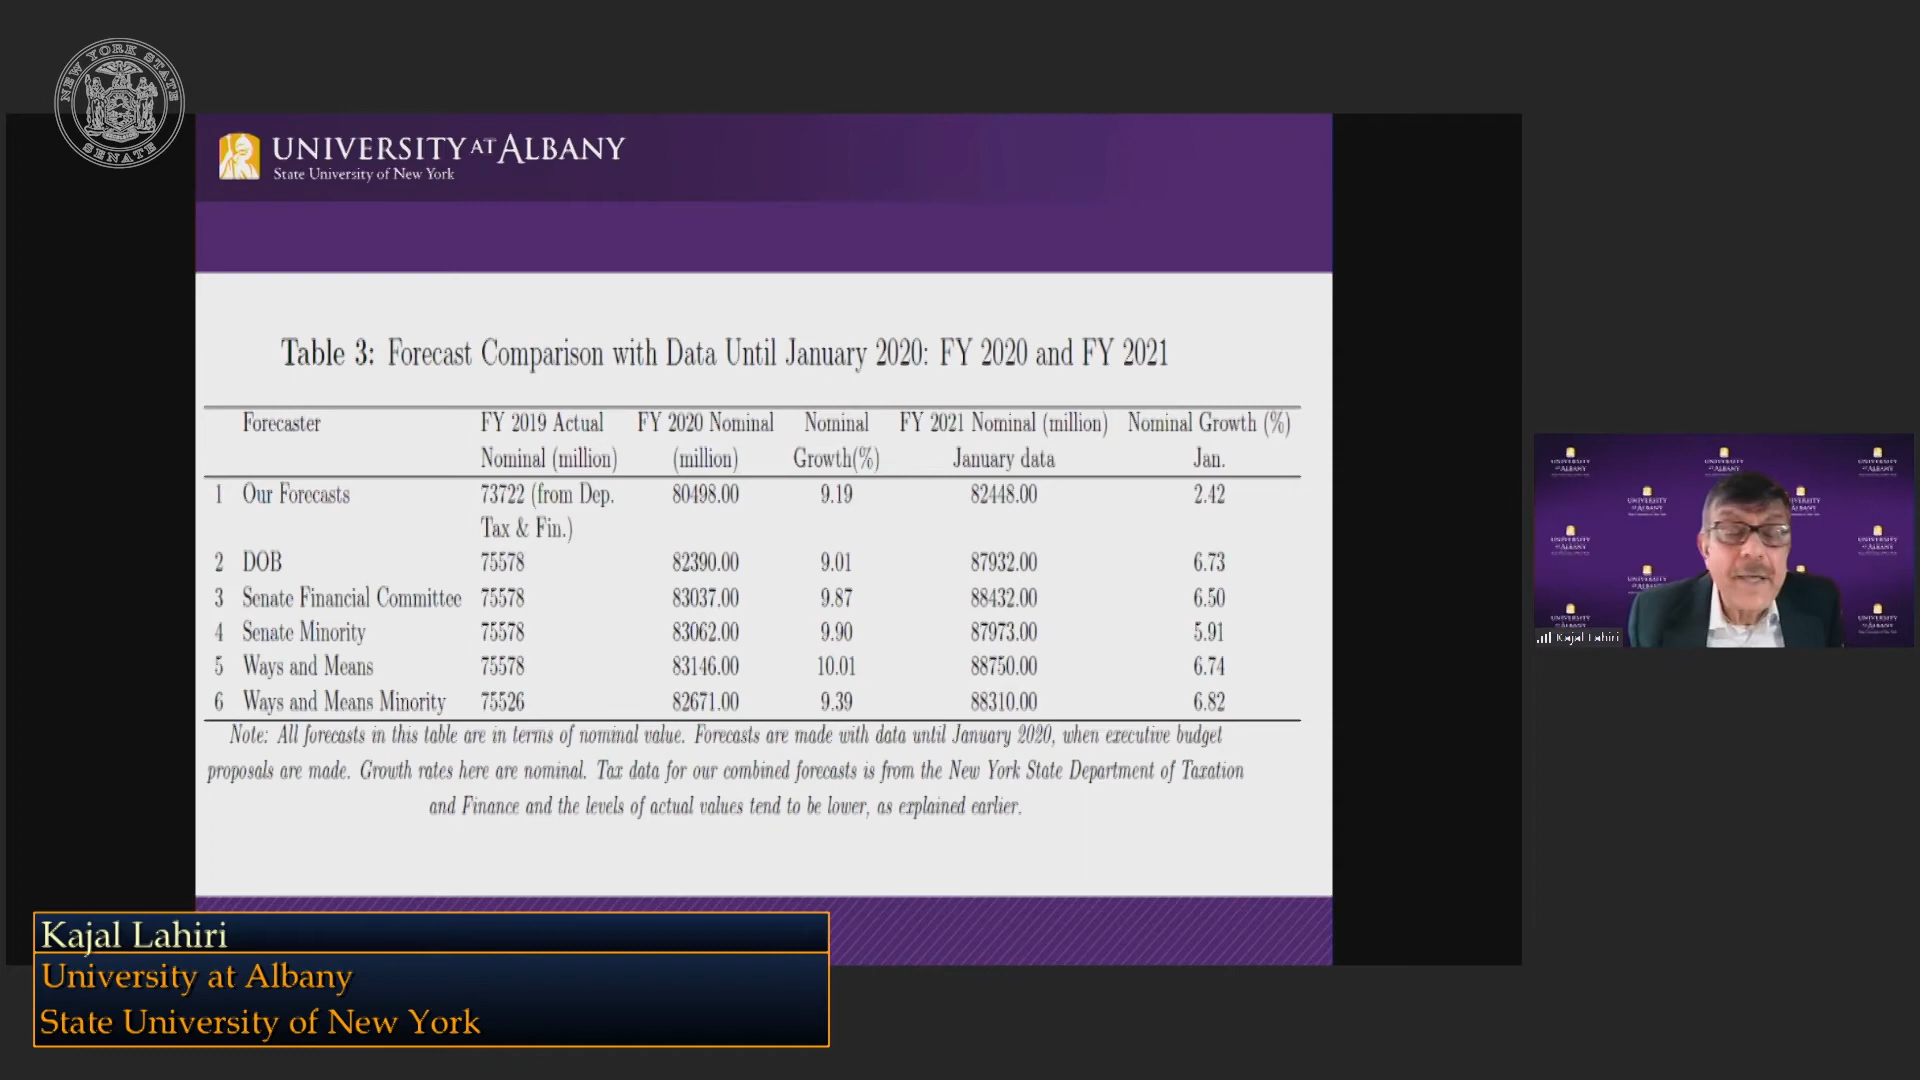 NEW YORK STATE
SENATE
UNIVERSITY AT ALBANY
State University of New York
Table 3: Forecast Comparison with Data Until January 2020: FY 2020 and FY 2021
Forecaster FY 2019 Actual FY 2020 Nominal Nominal FY 2021 Nominal (million) Nominal Growth (%)
Nominal (million) (million) Growth(%) January data Jan.
1 Our Forecasts 73722 (from Dep. 80498.00 9.19 82448.00 2.42
Tax & Fin.)
2 DOB 75578 82390.00 9.01 87932.00 6.73
3 Senate Financial Committee 75578 83037.00 9.87 88432.00 6.50
4 Senate Minority 75578 83062.00 9.90 87973.00 5.91
5 Ways and Means 75578 83146.00 10.01 88750.00 6.74
6 Ways and Means Minority 75526 82671.00 9.39 88310.00 6.82
Note: All forecasts in this table are in terms of nominal value. Forecasts are made with data until January 2020, when executive budget
proposals are made. Growth rates here are nominal. Tax data for our combined forecasts is from the New York State Department of Taxation
and Finance and the levels of actual values tend to be lower, as explained earlier.
Kajal Lahiri
Kajal Lahiri
University at Albany
State University of New York